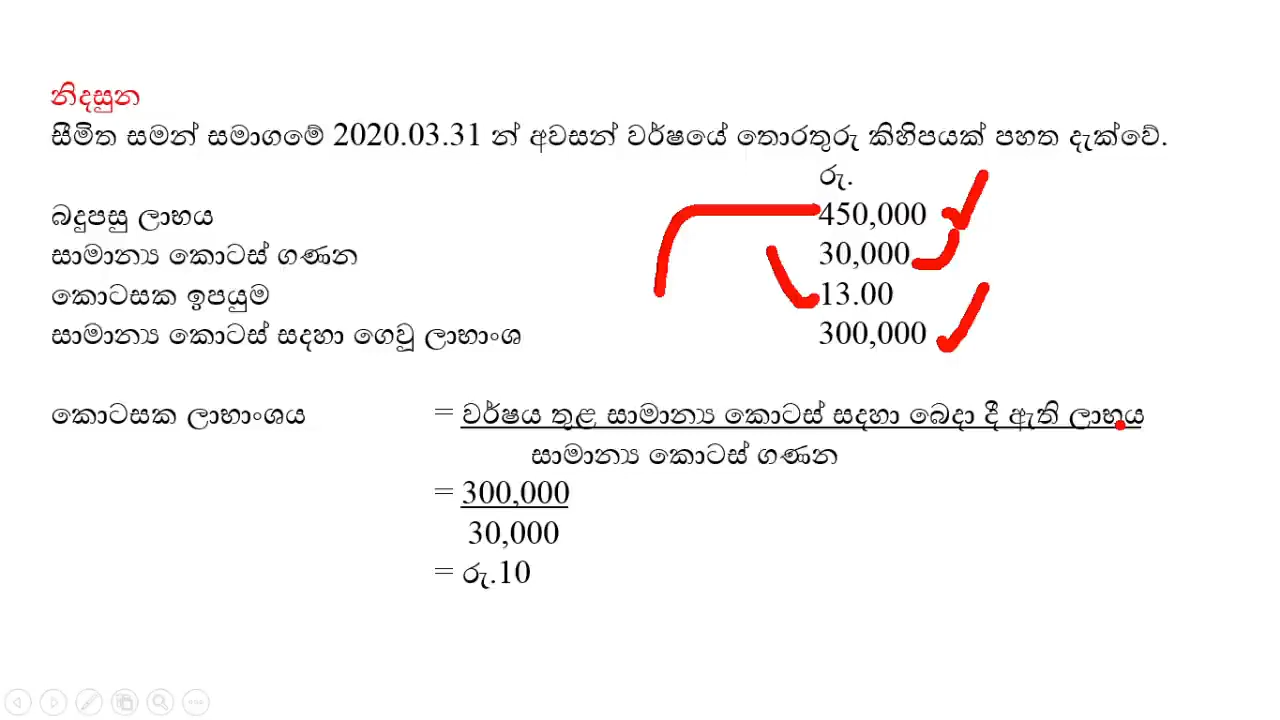 නිදසුන
සීමිත සමන් සමාගමේ 2020.03.31 න් අවසන් වර්ෂයේ තොරතුරු කිහිපයක් පහත දැක්වේ.
රු.
බදුපසු ලාභය 450,000
සාමාන්‍ය කොටස් ගණන 30,000
කොටසක ඉපයුම 13.00
සාමාන්‍ය කොටස් සදහා ගෙවූ ලාභාංශ 300,000
කොටසක ලාභාංශය = වර්ෂය තුළ සාමාන්‍ය කොටස් සදහා බෙදා දී ඇති ලාභය
සාමාන්‍ය කොටස් ගණන
= 300,000
30,000
= රු.10